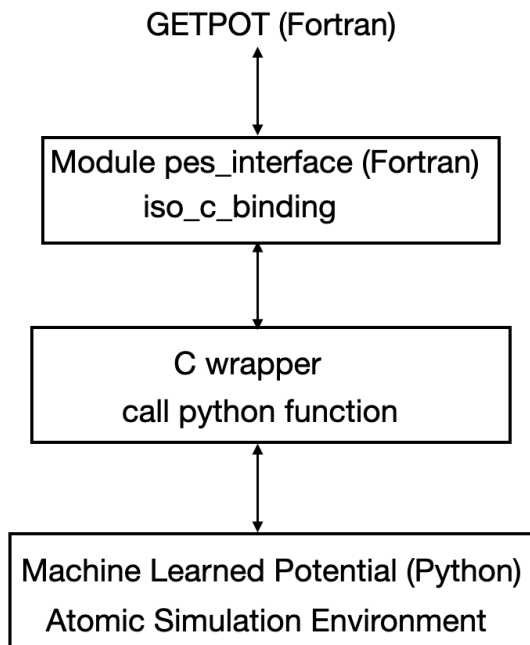 GETPOT (Fortran)
Module pes_interface (Fortran)
iso_c_binding
C wrapper
call python function
Machine Learned Potential (Python)
Atomic Simulation Environment